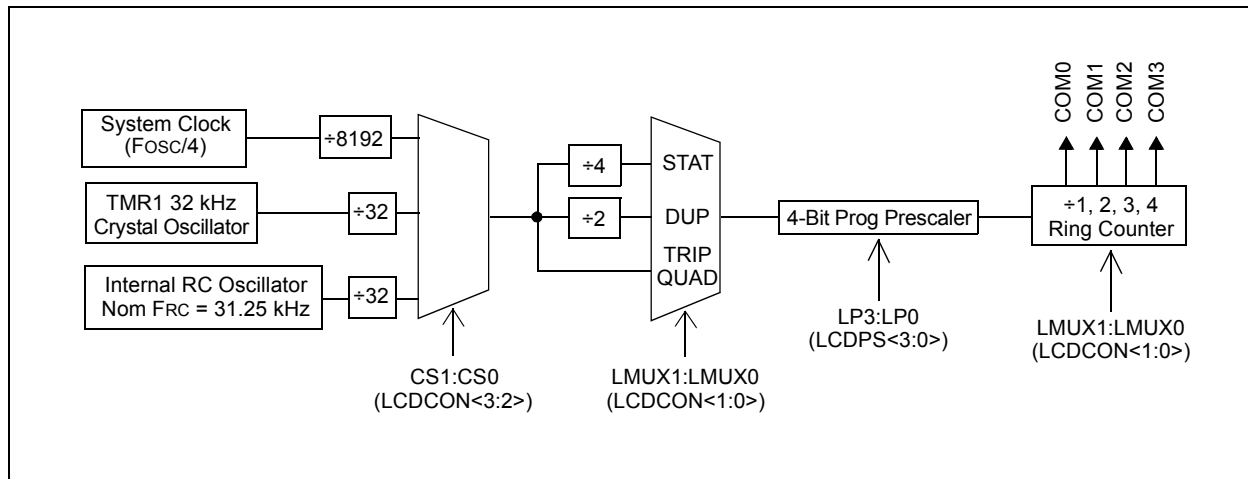 COM0
COM1
COM2
COM3
System Clock
(FOSC/4)
÷8192
TMR1 32 kHz
Crystal Oscillator
÷32
Internal RC Oscillator
Nom FRC = 31.25 kHz
÷32
÷4
÷2
STAT
DUP
TRIP
QUAD
4-Bit Prog Prescaler
÷1, 2, 3, 4
Ring Counter
CS1:CS0
(LCDCON<3:2>)
LMUX1:LMUX0
(LCDCON<1:0>)
LP3:LP0
(LCDPS<3:0>)
LMUX1:LMUX0
(LCDCON<1:0>)